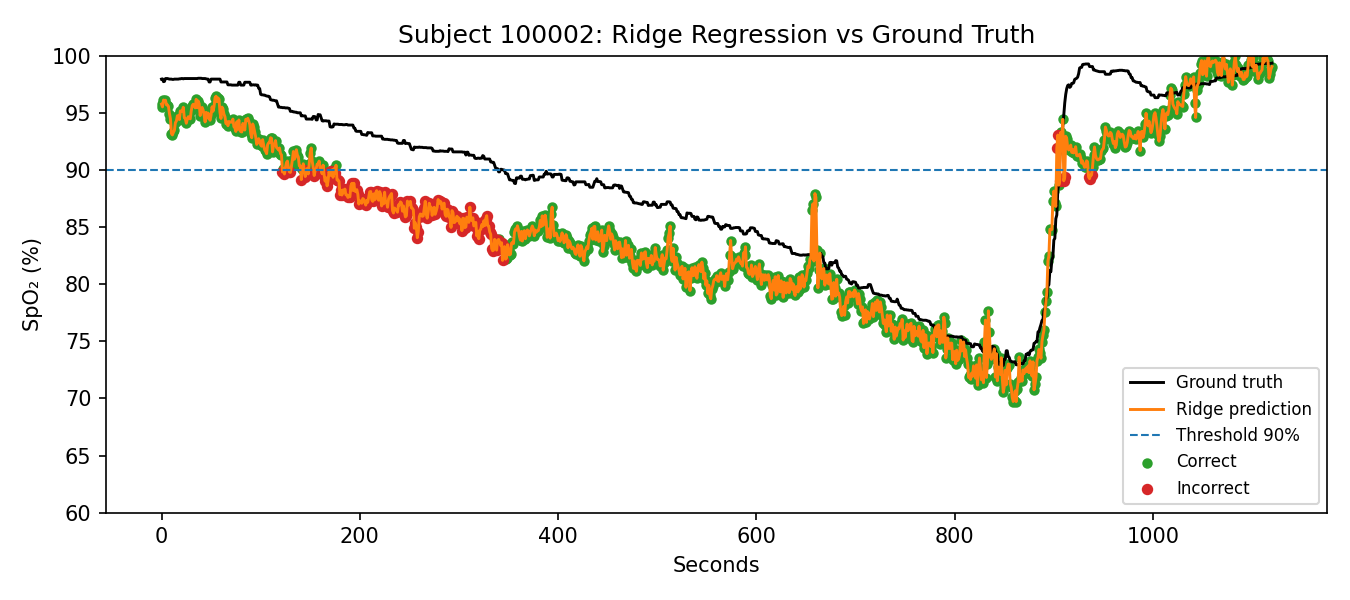 Subject 100002: Ridge Regression vs Ground Truth
SpO₂ (%)
100
95
90
85
80
75
70
65
60
Ground truth
Ridge prediction
Threshold 90%
Correct
Incorrect
0 200 400 600 800 1000
Seconds